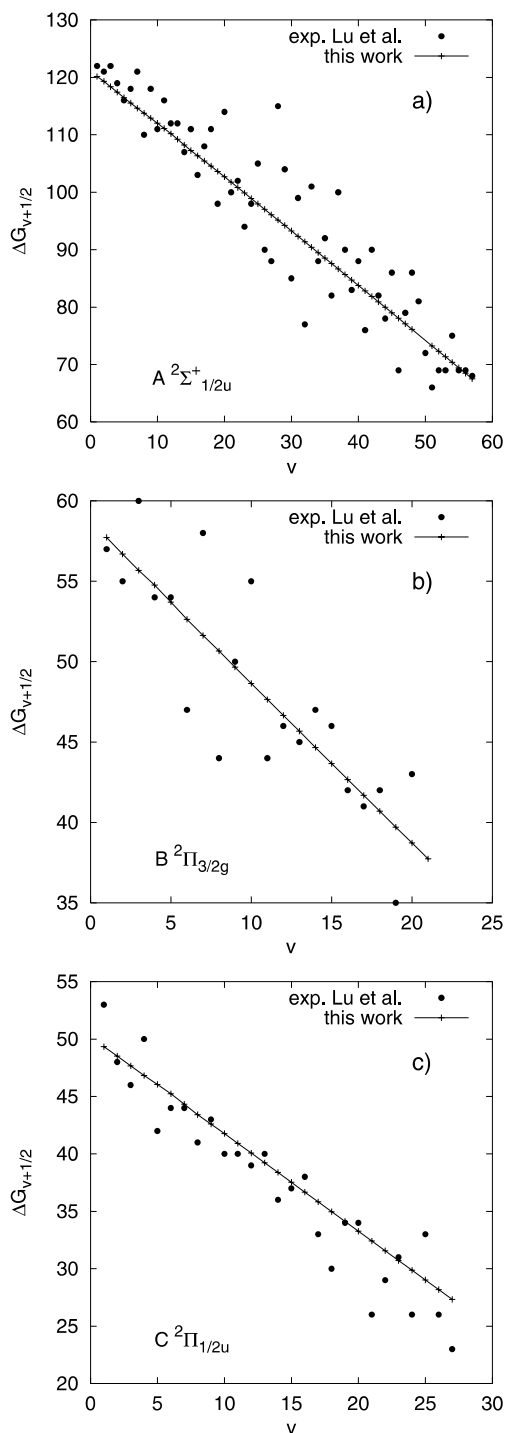 a)
exp. Lu et al.
this work
130
120
110
100
90
80
70
60
ΔG_{v+1/2}
A ²Σ⁺_{1/2u}
0 10 20 30 40 50 60
v
b)
exp. Lu et al.
this work
60
55
50
45
40
35
ΔG_{v+1/2}
B ²Π_{3/2g}
0 5 10 15 20 25
v
c)
exp. Lu et al.
this work
55
50
45
40
35
30
25
20
ΔG_{v+1/2}
C ²Π_{1/2u}
0 5 10 15 20 25 30
v